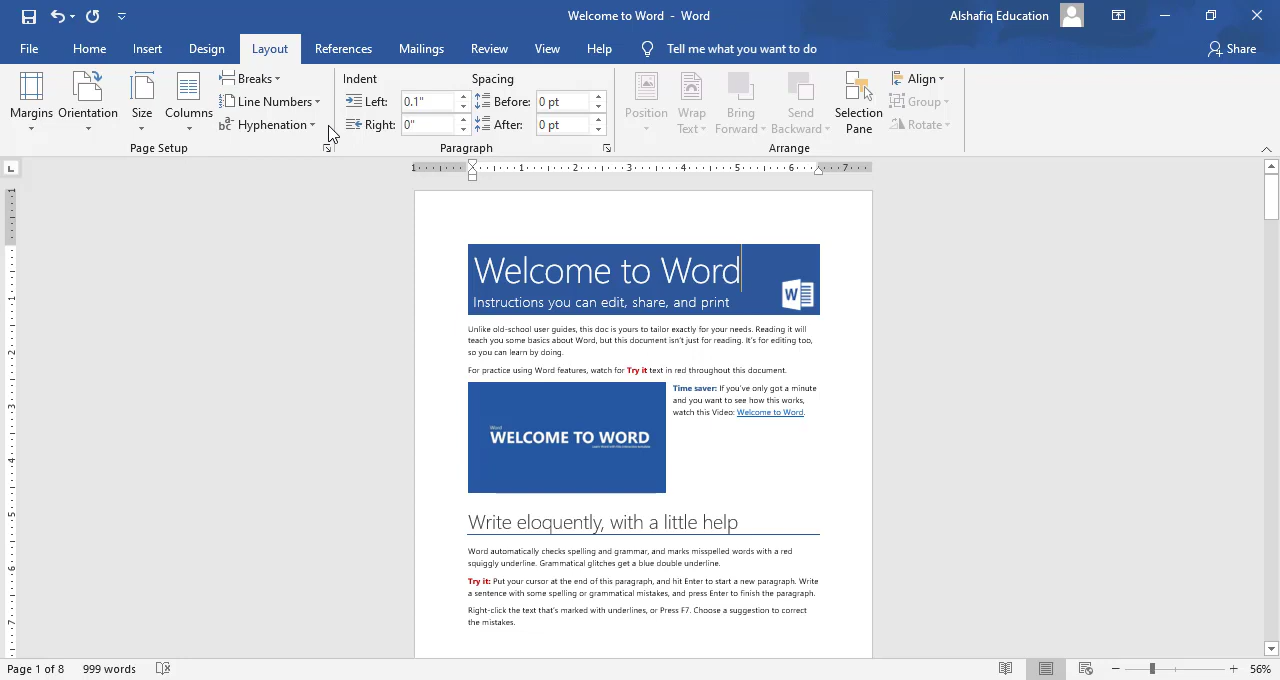 Welcome to Word - Word
Alshafiq Education
File Home Insert Design Layout References Mailings Review View Help Tell me what you want to do Share
Margins Orientation Size Columns
Breaks
Line Numbers
Hyphenation
Page Setup
Indent Spacing
Left: 0.1" Before: 0 pt
Right: 0" After: 0 pt
Paragraph
Position Wrap Text Bring Forward Send Backward Selection Pane
Align
Group
Rotate
Arrange
Welcome to Word
Instructions you can edit, share, and print
W
Unlike old-school user guides, this doc is yours to tailor exactly for your needs. Reading it will
teach you some basics about Word, but this document isn't just for reading. It's for editing too,
so you can learn by doing.
For practice using Word features, watch for Try it text in red throughout this document.
Word
WELCOME TO WORD
Time saver: If you've only got a minute
and you want to see how this works,
watch this Video: Welcome to Word.
Write eloquently, with a little help
Word automatically checks spelling and grammar, and marks misspelled words with a red
squiggly underline. Grammatical glitches get a blue double underline.
Try it: Put your cursor at the end of this paragraph, and hit Enter to start a new paragraph. Write
a sentence with some spelling or grammatical mistakes, and press Enter to finish the paragraph.
Right-click the text that's marked with underlines, or Press F7. Choose a suggestion to correct
the mistakes.
Page 1 of 8 999 words 56%